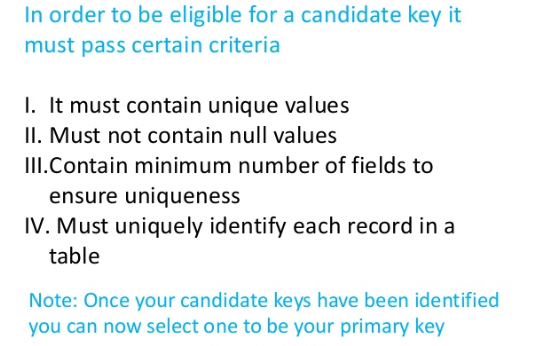 In order to be eligible for a candidate key it
must pass certain criteria
I. It must contain unique values
II. Must not contain null values
III.Contain minimum number of fields to
ensure uniqueness
IV. Must uniquely identify each record in a
table
Note: Once your candidate keys have been identified
you can now select one to be your primary key